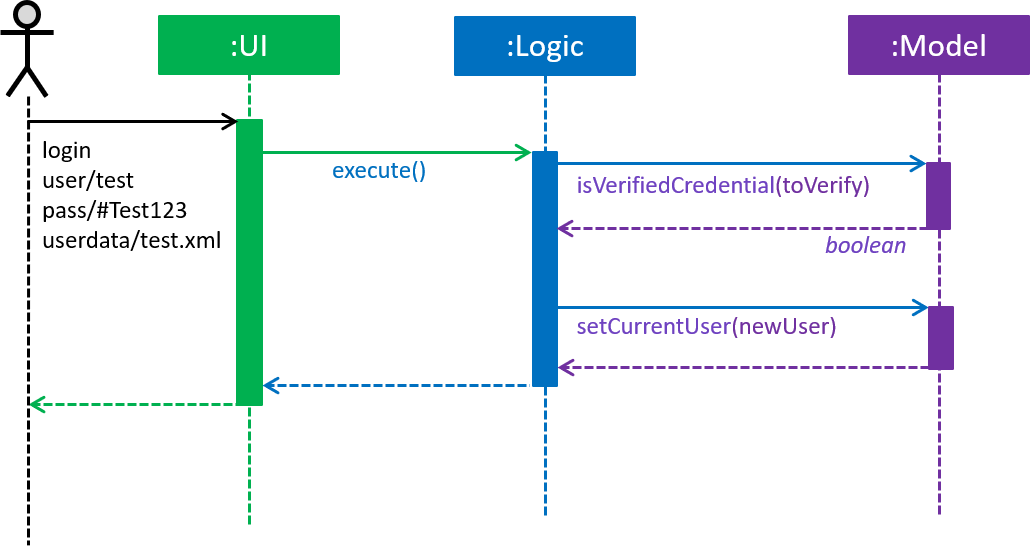 :UI
:Logic
:Model
login
user/test
pass/#Test123
userdata/test.xml
execute()
isVerifiedCredential(toVerify)
boolean
setCurrentUser(newUser)